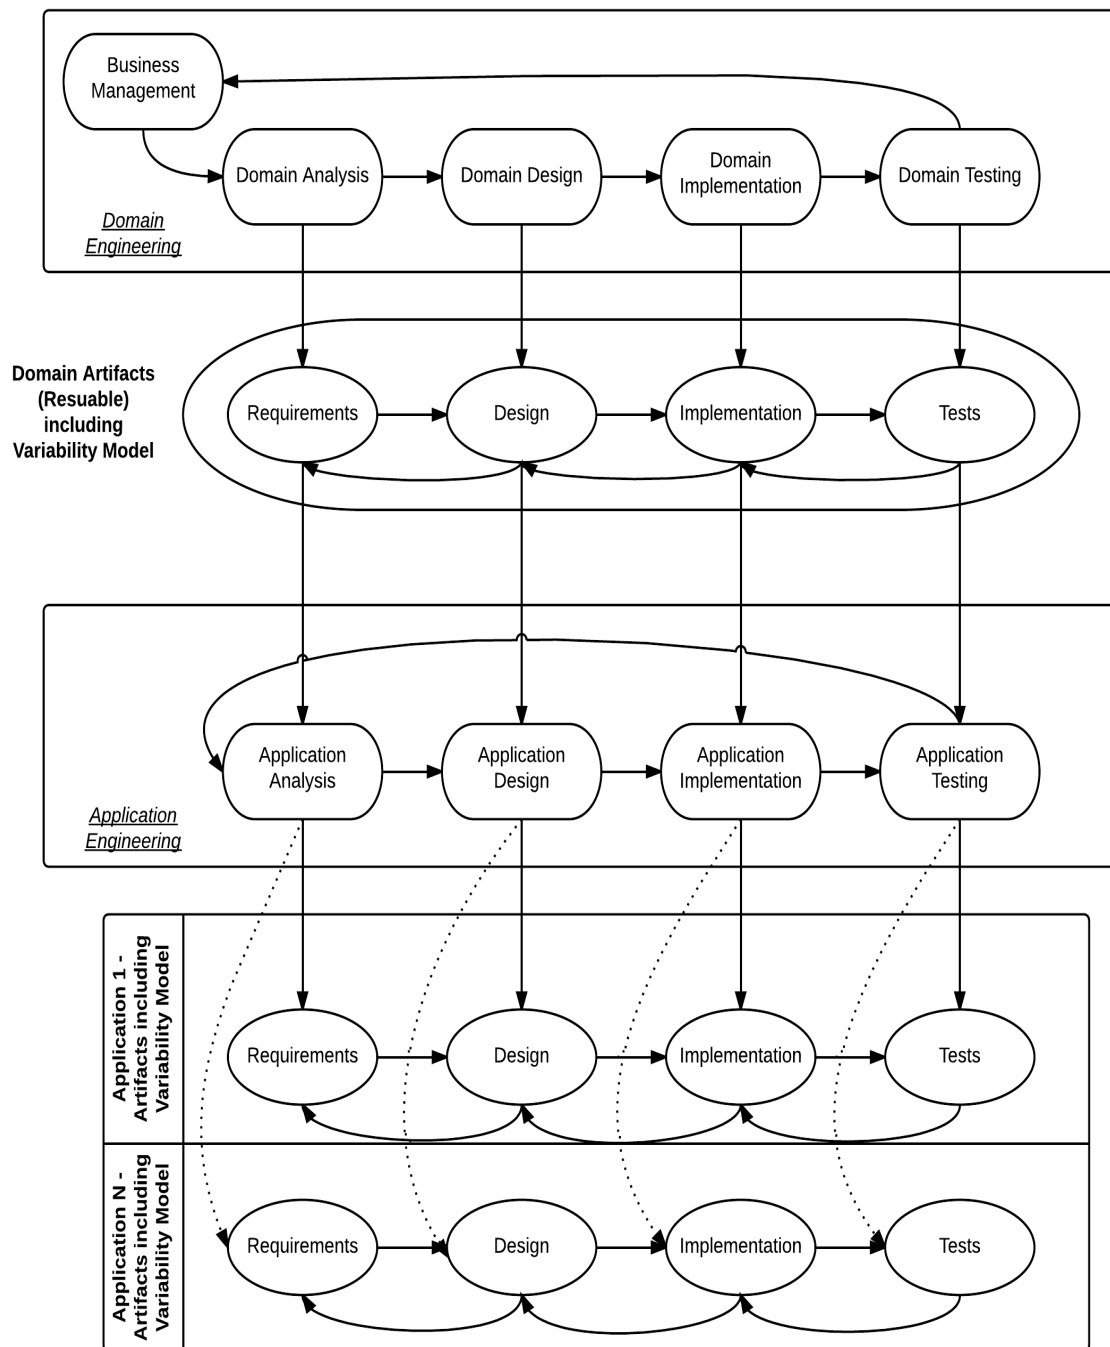 Business
Management
Domain Analysis
Domain Design
Domain
Implementation
Domain Testing
Domain
Engineering
Domain Artifacts
(Resuable)
including
Variability Model
Requirements
Design
Implementation
Tests
Application
Analysis
Application
Design
Application
Implementation
Application
Testing
Application
Engineering
Application 1 -
Artifacts including
Variability Model
Requirements
Design
Implementation
Tests
Application N -
Artifacts including
Variability Model
Requirements
Design
Implementation
Tests